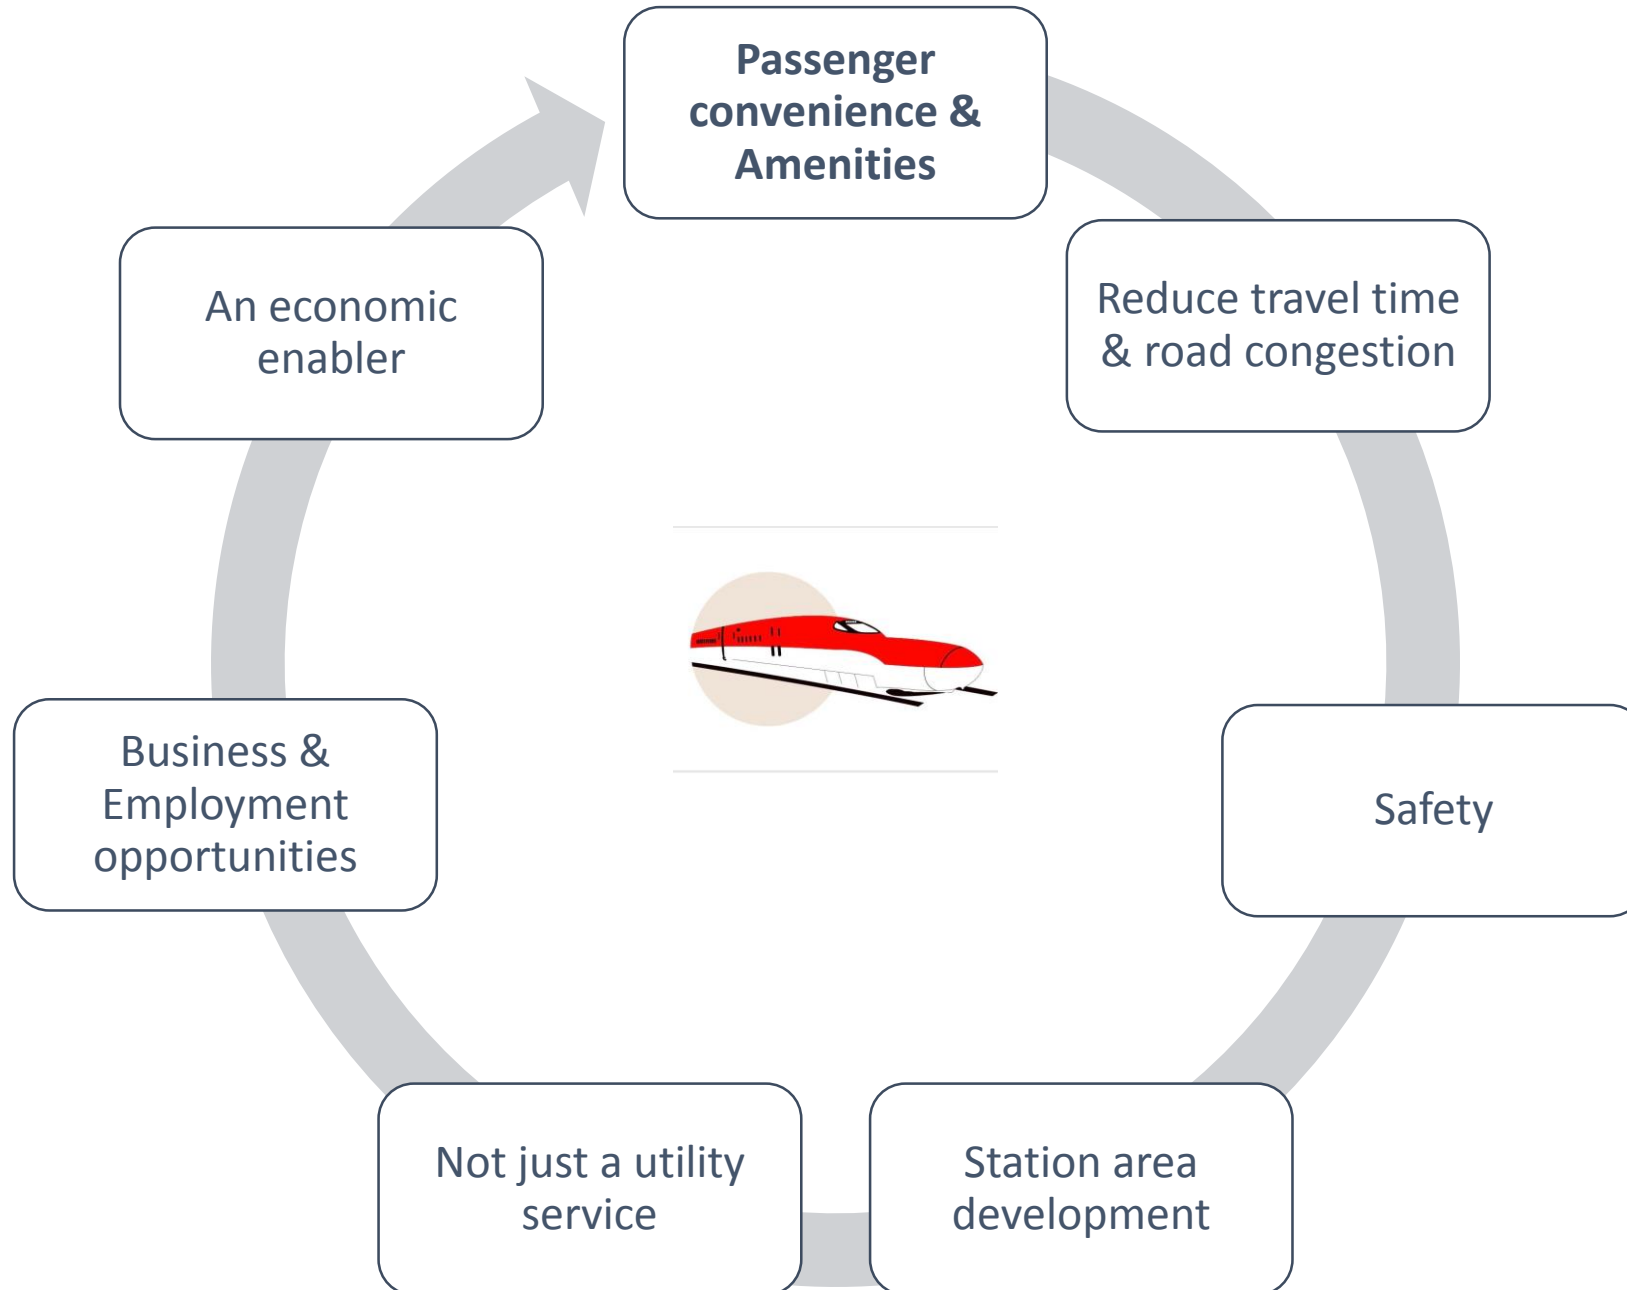 Passenger
convenience &
Amenities
Reduce travel time
& road congestion
Safety
Station area
development
Not just a utility
service
Business &
Employment
opportunities
An economic
enabler